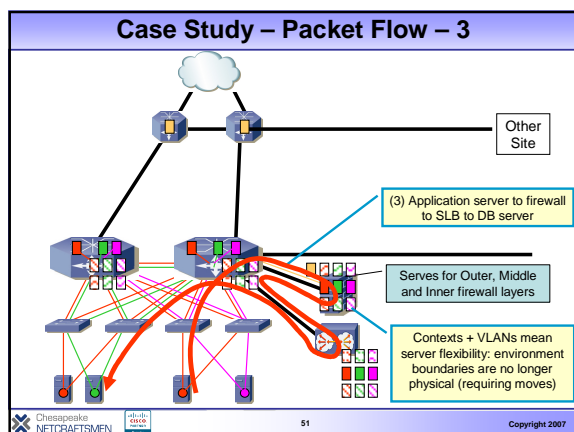 Case Study – Packet Flow – 3
Other
Site
(3) Application server to firewall
to SLB to DB server
Serves for Outer, Middle
and Inner firewall layers
Contexts + VLANs mean
server flexibility: environment
boundaries are no longer
physical (requiring moves)
Chesapeake
NETCRAFTSMEN
CISCO
51
Copyright 2007